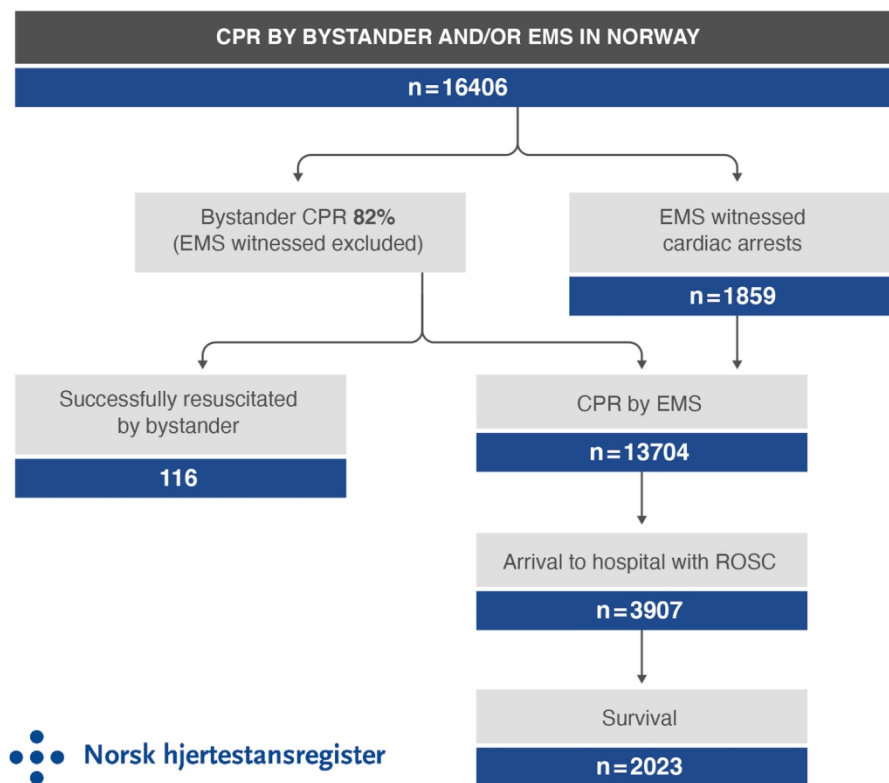 CPR BY BYSTANDER AND/OR EMS IN NORWAY
n=16406
Bystander CPR 82%
(EMS witnessed excluded)
EMS witnessed
cardiac arrests
n=1859
Successfully resuscitated
by bystander
116
CPR by EMS
n=13704
Arrival to hospital with ROSC
n=3907
Survival
n=2023
Norsk hjertestansregister